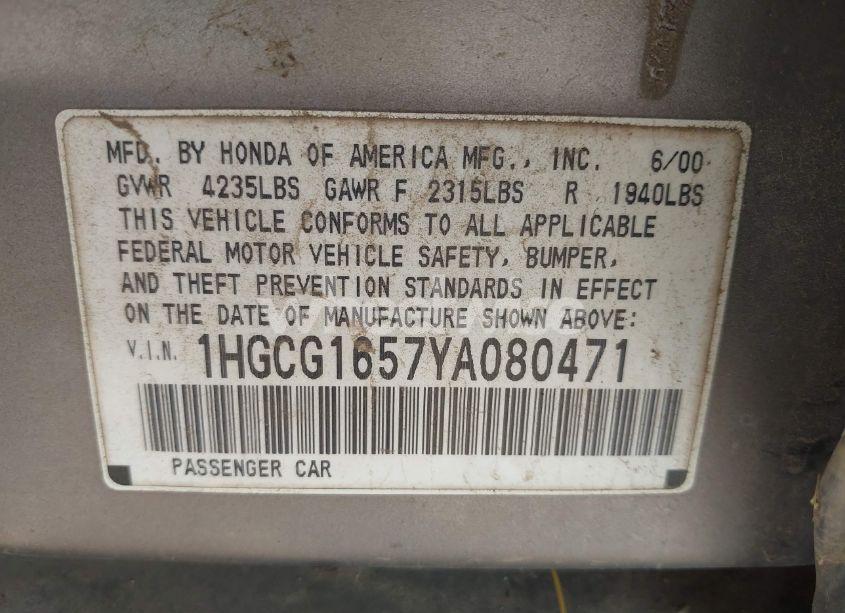 MFD. BY HONDA OF AMERICA MFG., INC. 6/00
GVWR 4235LBS GAWR F 2315LBS R 1940LBS
THIS VEHICLE CONFORMS TO ALL APPLICABLE
FEDERAL MOTOR VEHICLE SAFETY, BUMPER,
AND THEFT PREVENTION STANDARDS IN EFFECT
ON THE DATE OF MANUFACTURE SHOWN ABOVE:
V.I.N. 1HGCG1657YA080471
PASSENGER CAR